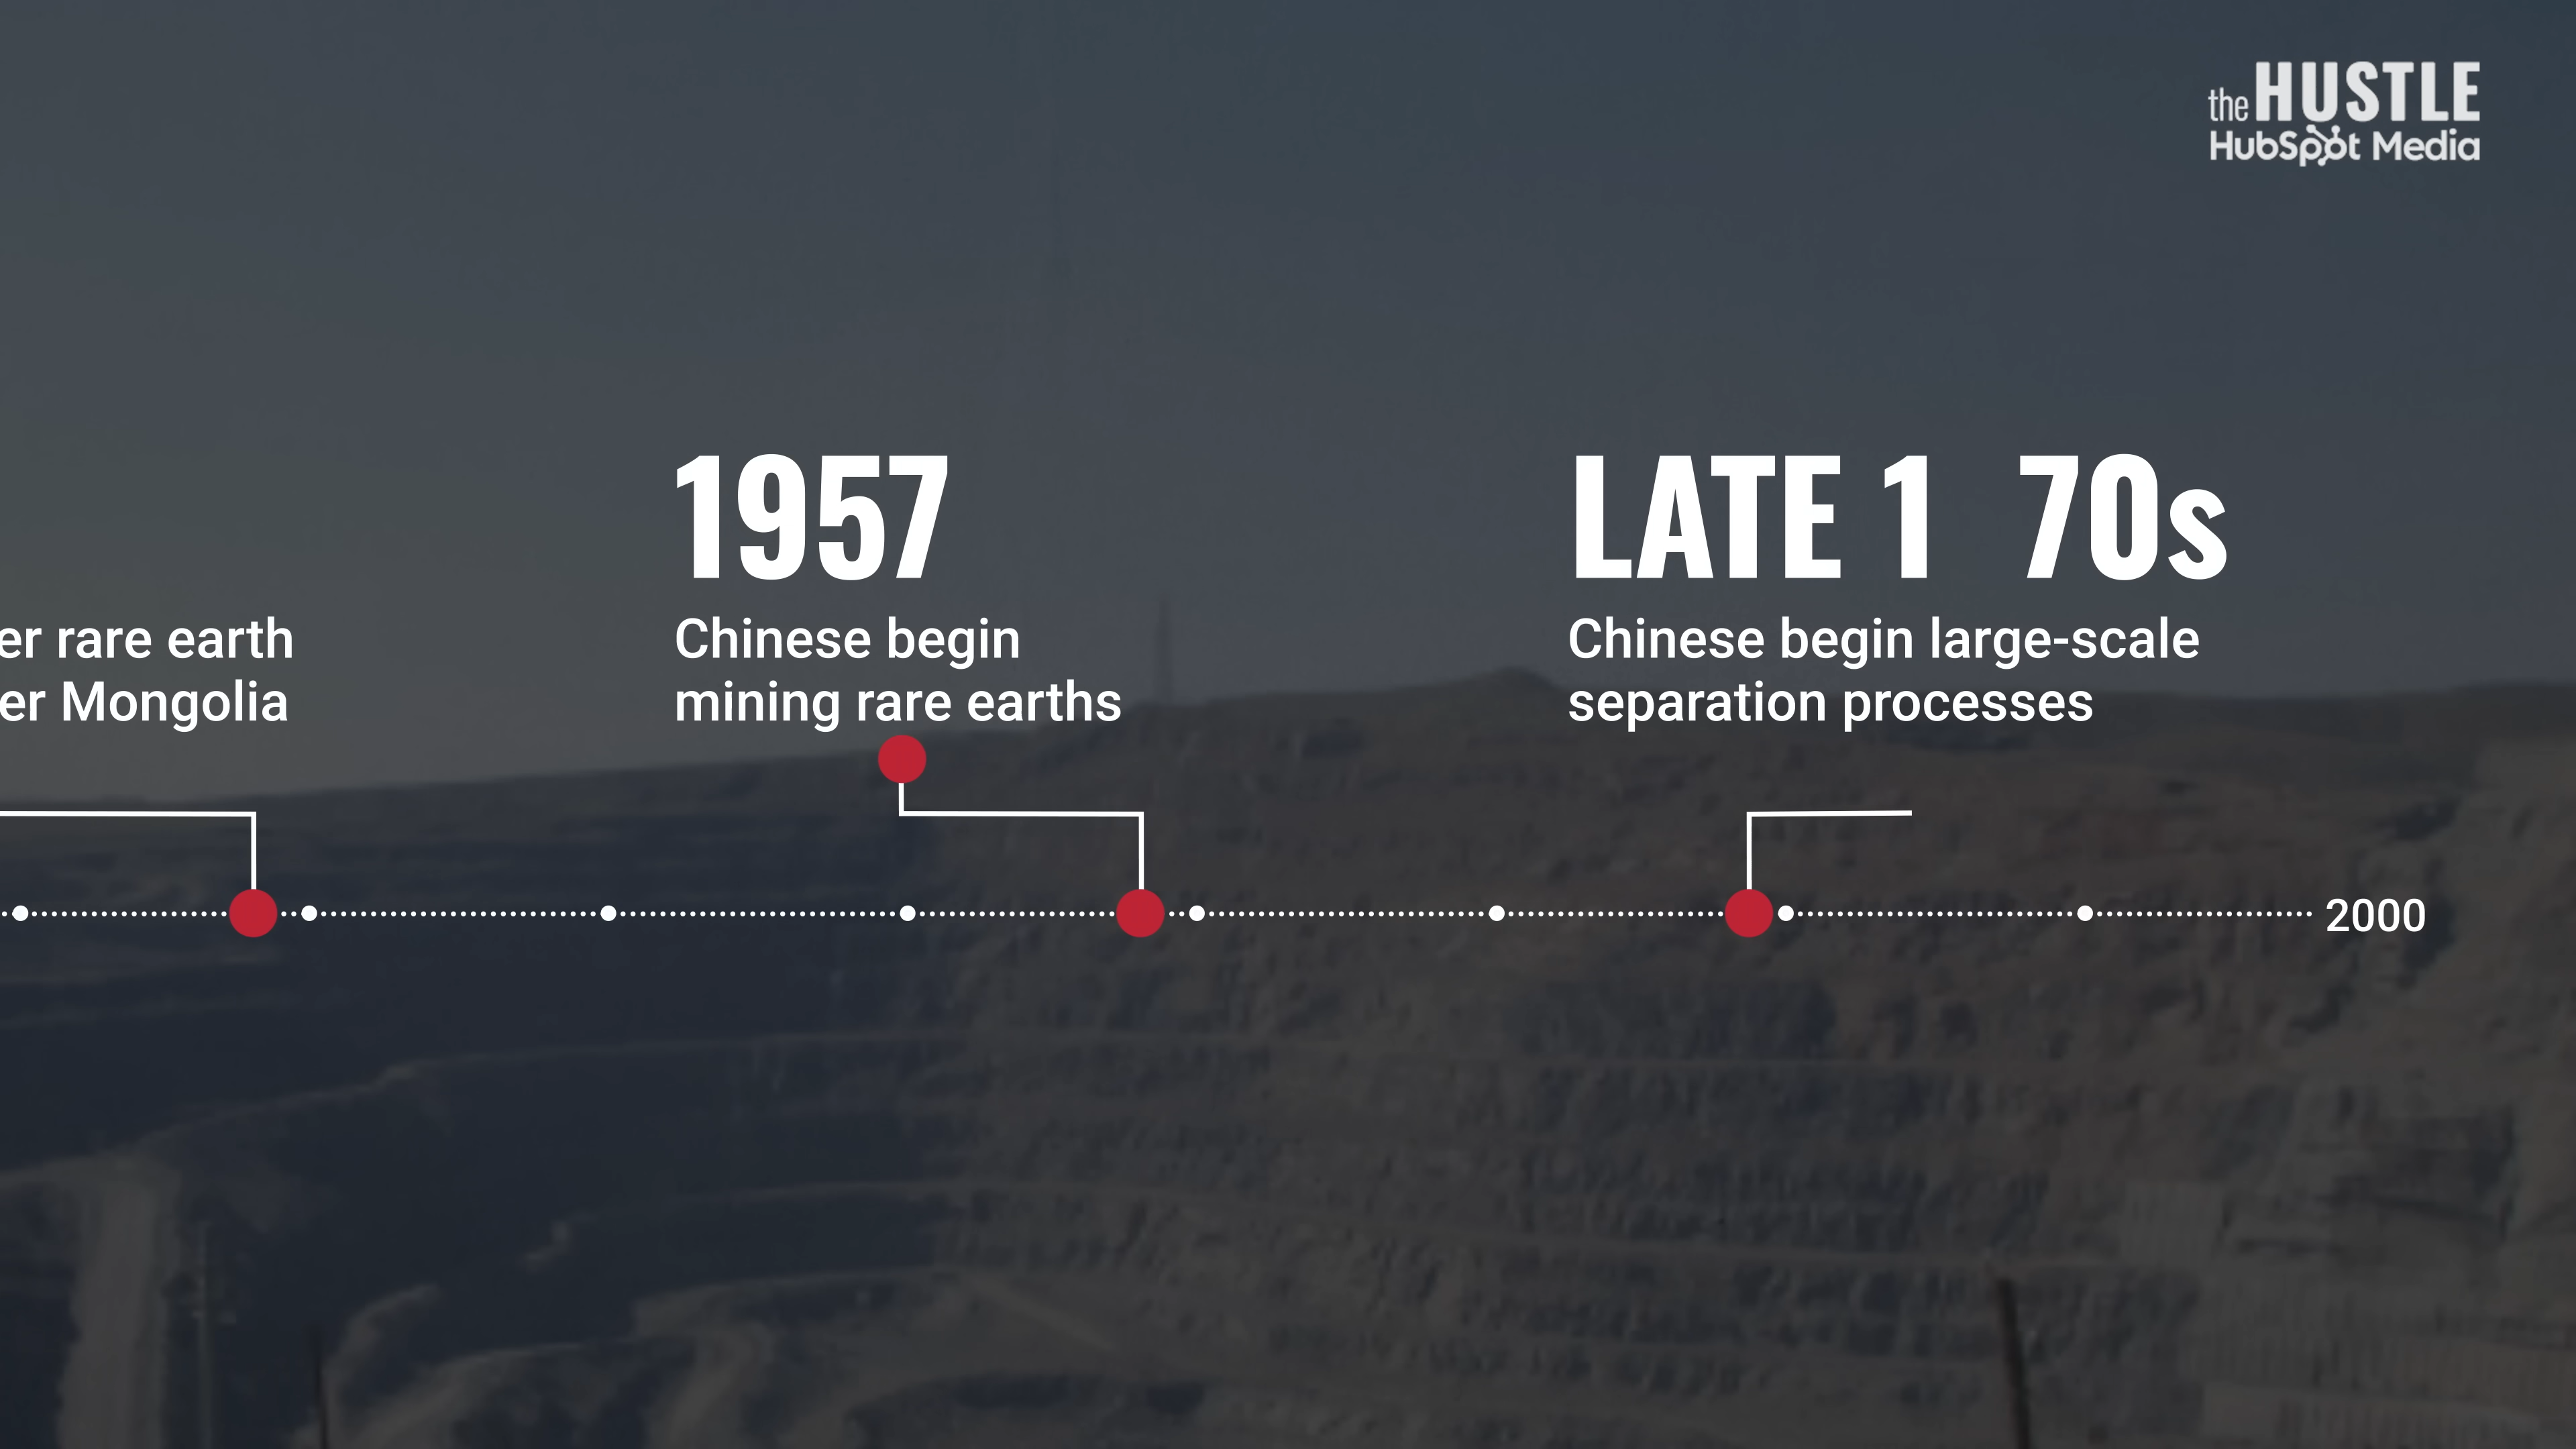 the HUSTLE
HubSpot Media
er rare earth
er Mongolia
1957
Chinese begin
mining rare earths
LATE 1 70s
Chinese begin large-scale
separation processes
2000